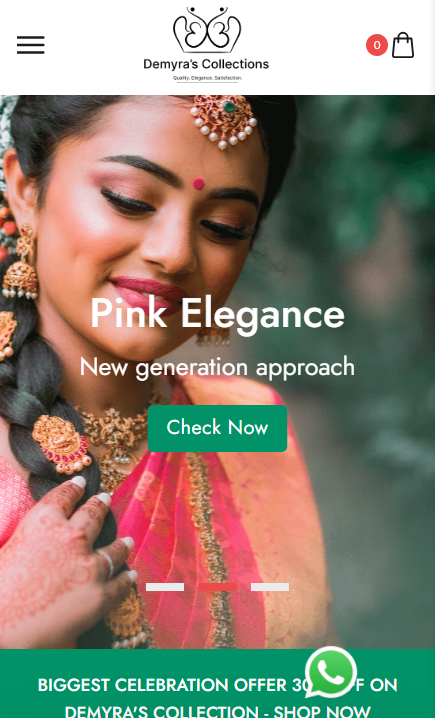 Demyra's Collections
Quality. Elegance. Satisfaction.
0
Pink Elegance
New generation approach
Check Now
BIGGEST CELEBRATION OFFER 30 FF ON
DEMYRA'S COLLECTION - SHOP NOW